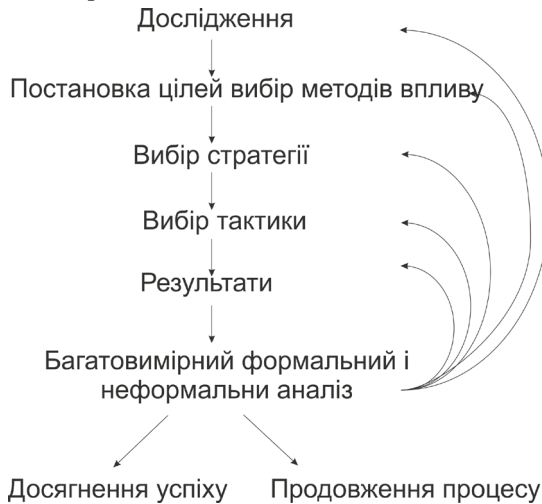 Дослідження
Постановка цілей вибір методів впливу
Вибір стратегії
Вибір тактики
Результати
Багатовимірний формальний і
неформальни аналіз
Досягнення успіху
Продовження процесу